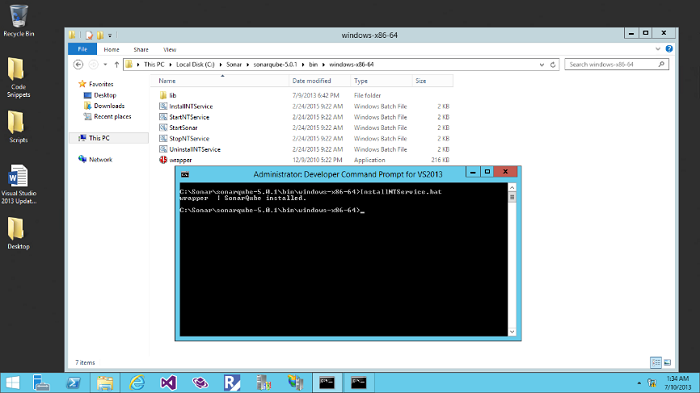 Recycle Bin
Code
Snippets
Scripts
Visual Studio
2013 Updat...
Desktop
windows-x86-64
File Home Share View
This PC Local Disk (C:) Sonar sonarqube-5.0.1 bin windows-x86-64
Search windows-x86-64
Favorites
Desktop
Downloads
Recent places
This PC
Network
Name Date modified Type Size
lib 7/9/2013 6:42 PM File folder
InstallNTService 2/24/2015 9:22 AM Windows Batch File 2 KB
StartNTService 2/24/2015 9:22 AM Windows Batch File 2 KB
StartSonar 2/24/2015 9:22 AM Windows Batch File 2 KB
StopNTService 2/24/2015 9:22 AM Windows Batch File 2 KB
UninstallNTService 2/24/2015 9:22 AM Windows Batch File 2 KB
wrapper 12/9/2010 5:22 PM Application 216 KB
Administrator: Developer Command Prompt for VS2013
C:\Sonar\sonarqube-5.0.1\bin\windows-x86-64>InstallNTService.bat
wrapper | SonarQube installed.
C:\Sonar\sonarqube-5.0.1\bin\windows-x86-64>_
7 items
1:34 AM
7/10/2013